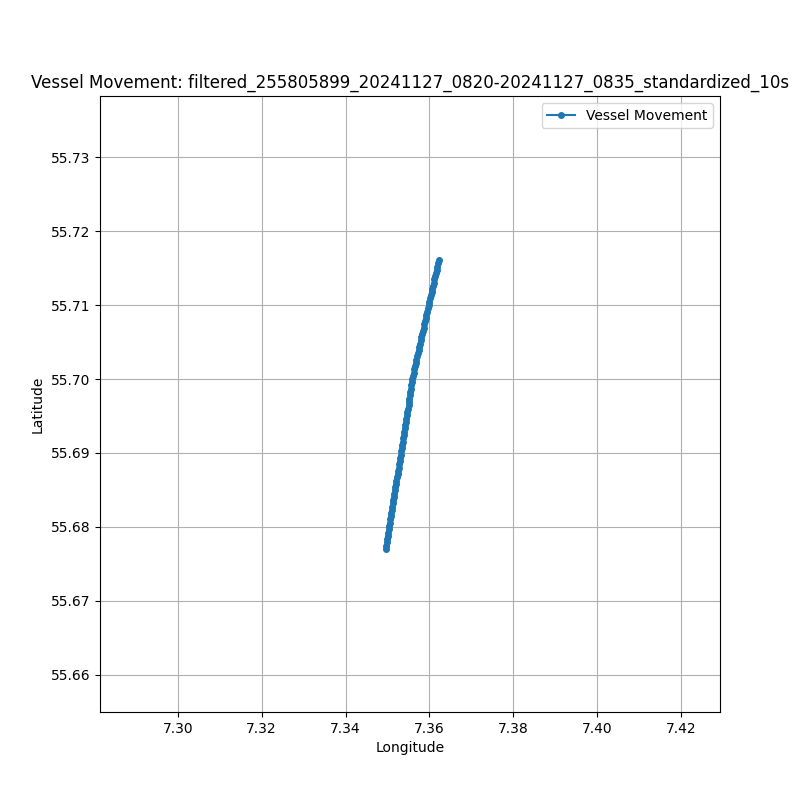 Vessel Movement: filtered_255805899_20241127_0820-20241127_0835_standardized_10s
Vessel Movement
55.73
55.72
55.71
55.70
55.69
55.68
55.67
55.66
Latitude
7.30 7.32 7.34 7.36 7.38 7.40 7.42
Longitude